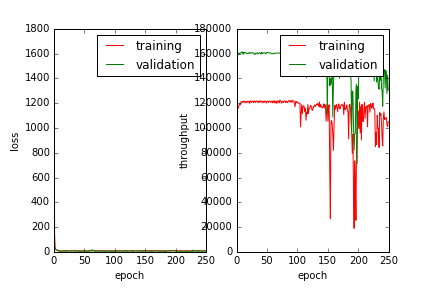 1800
1600
1400
1200
1000
800
600
400
200
0
loss
0 50 100 150 200 250
epoch
training
validation
180000
160000
140000
120000
100000
80000
60000
40000
20000
0
throughput
0 50 100 150 200 250
epoch
training
validation